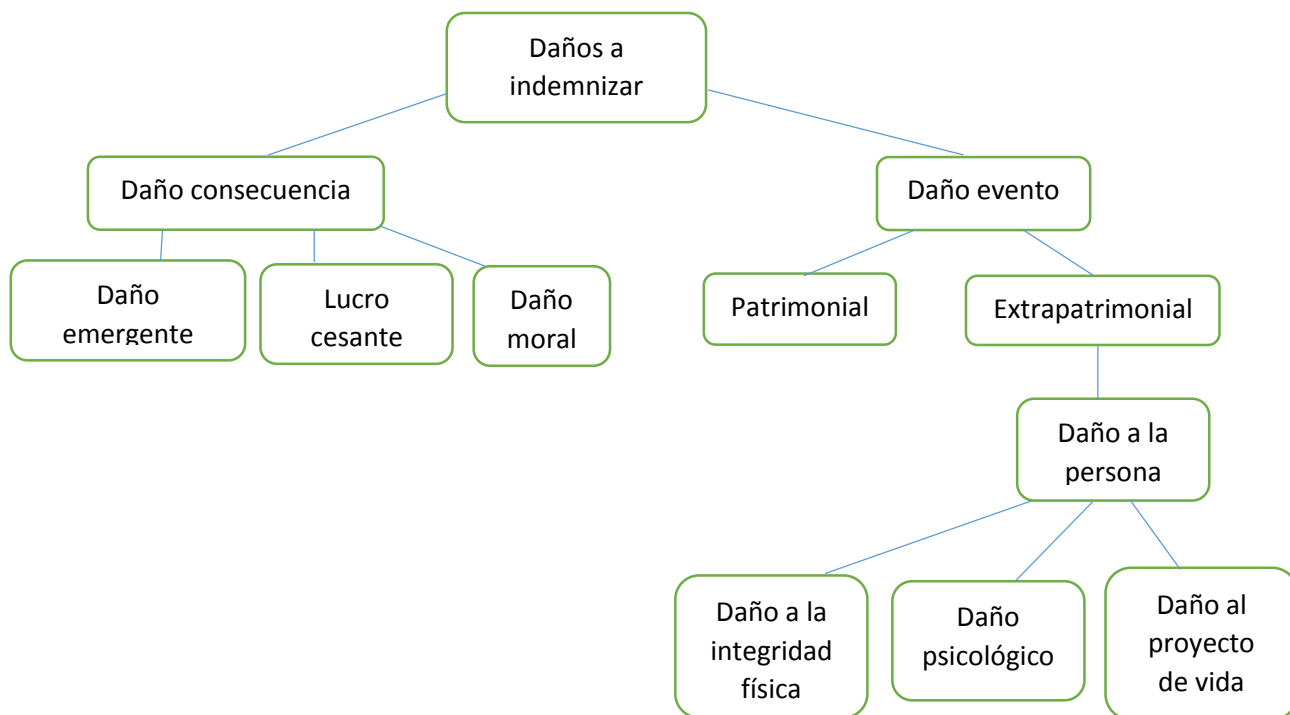 Daños a
indemnizar
Daño consecuencia
Daño evento
Daño
emergente
Lucro
cesante
Daño
moral
Patrimonial
Extrapatrimonial
Daño a la
persona
Daño a la
integridad
física
Daño
psicológico
Daño al
proyecto
de vida